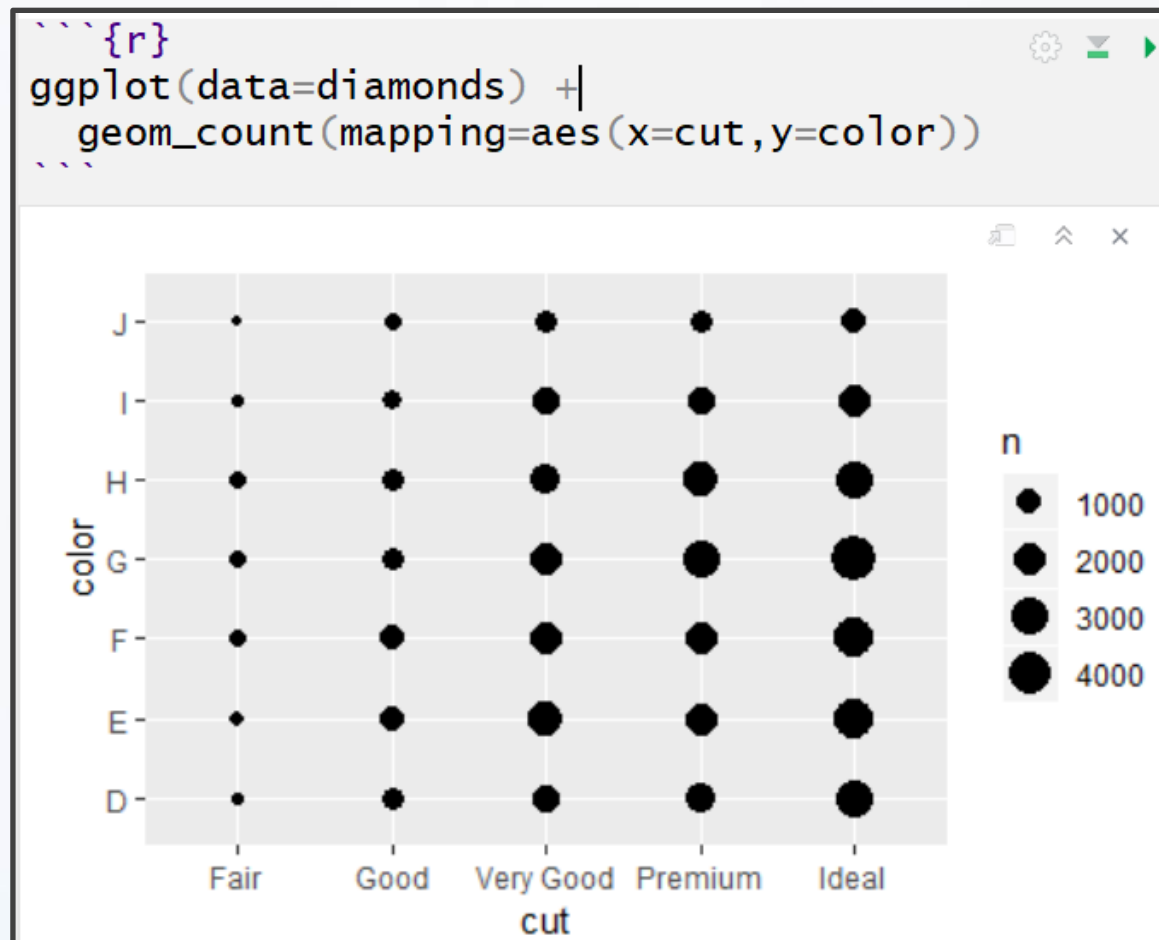 ```{r}
ggplot(data=diamonds) +
  geom_count(mapping=aes(x=cut,y=color))
```
J
I
H
G
F
E
D
color
Fair Good Very Good Premium Ideal
cut
n
1000
2000
3000
4000